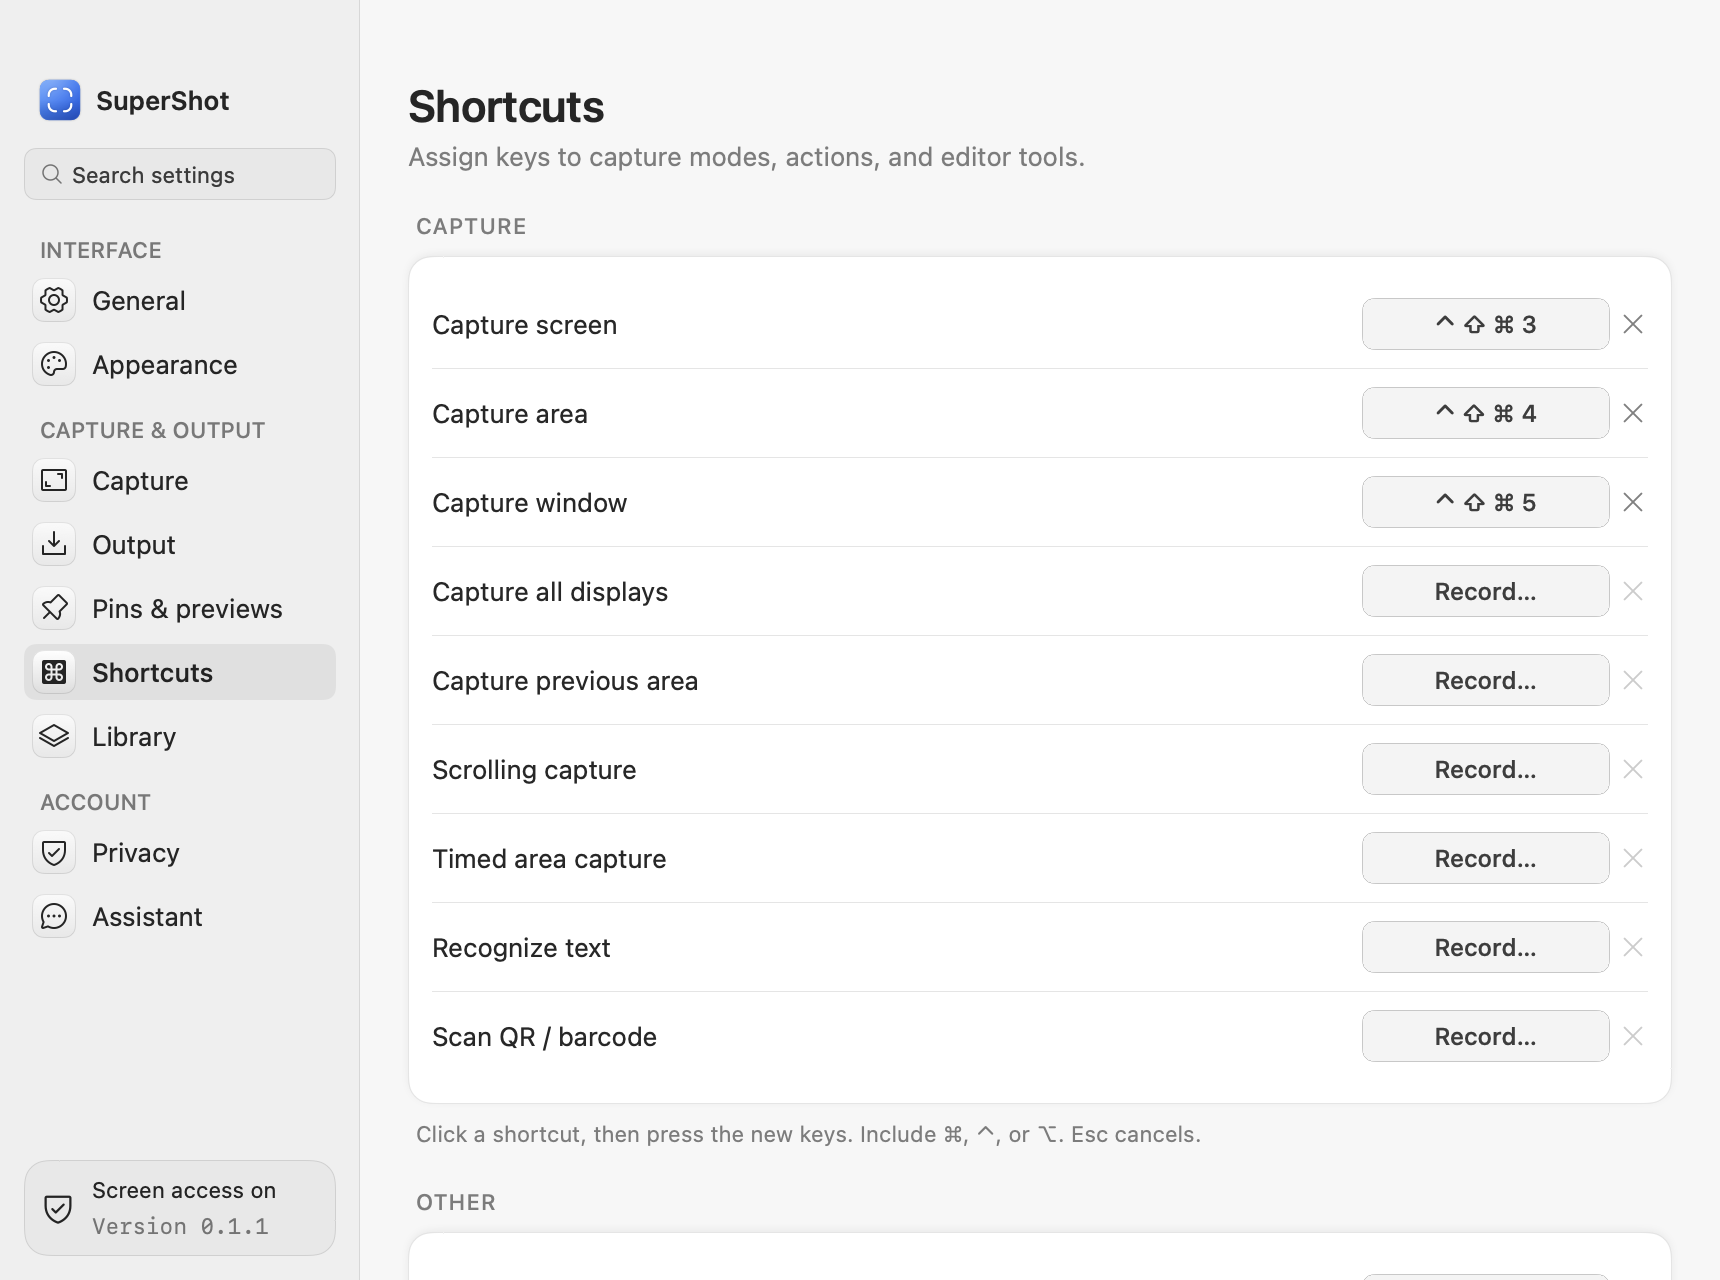 SuperShot
Search settings
INTERFACE
General
Appearance
CAPTURE & OUTPUT
Capture
Output
Pins & previews
Shortcuts
Library
ACCOUNT
Privacy
Assistant
Screen access on
Version 0.1.1
Shortcuts
Assign keys to capture modes, actions, and editor tools.
CAPTURE
Capture screen ⌃ ⇧ ⌘ 3
Capture area ⌃ ⇧ ⌘ 4
Capture window ⌃ ⇧ ⌘ 5
Capture all displays Record...
Capture previous area Record...
Scrolling capture Record...
Timed area capture Record...
Recognize text Record...
Scan QR / barcode Record...
Click a shortcut, then press the new keys. Include ⌘, ⌃, or ⌥. Esc cancels.
OTHER